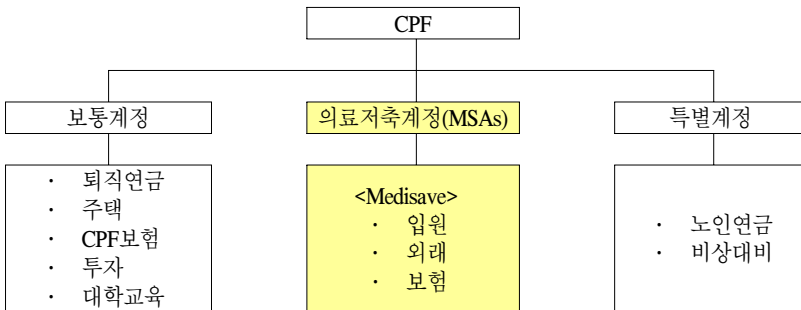 CPF
보통계정
의료저축계정(MSAs)
특별계정
· 퇴직연금
· 주택
· CPF보험
· 투자
· 대학교육
<Medisave>
· 입원
· 외래
· 보험
· 노인연금
· 비상대비